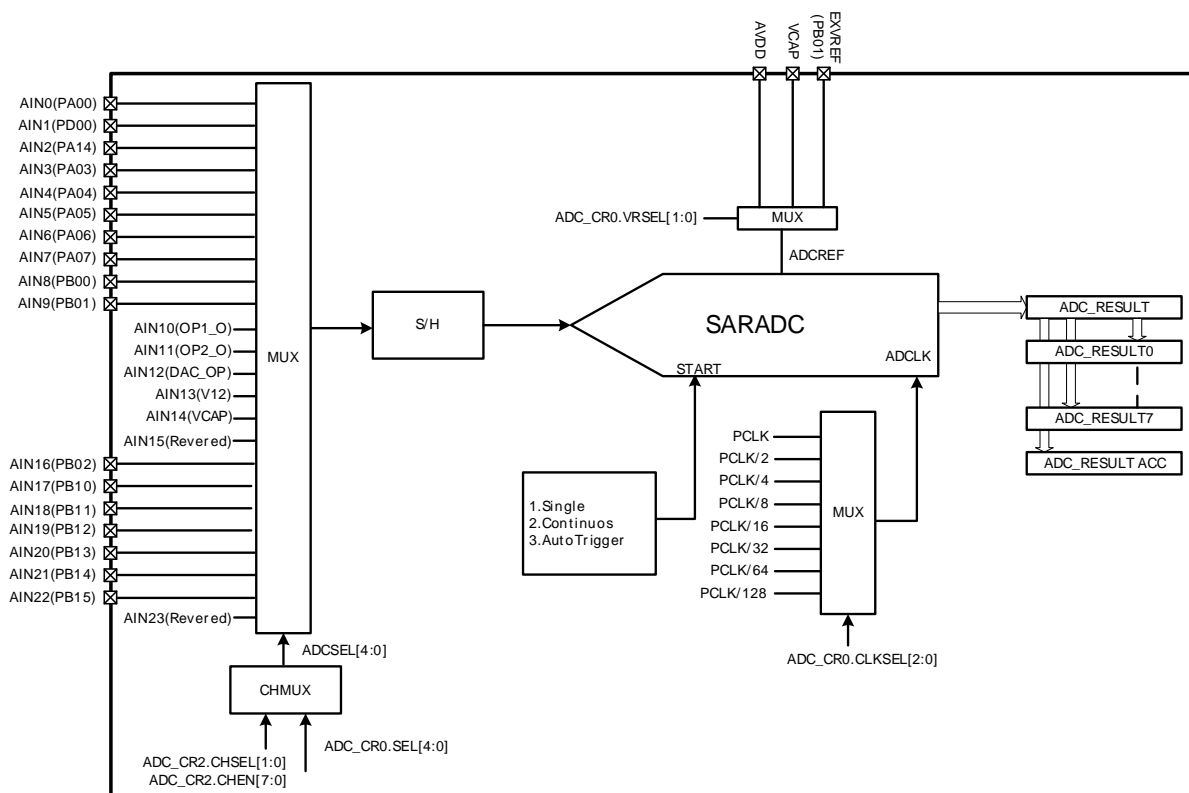 AVDD
VCAP
EXVREF
(PB01)
AIN0(PA00)
AIN1(PD00)
AIN2(PA14)
AIN3(PA03)
AIN4(PA04)
AIN5(PA05)
AIN6(PA06)
AIN7(PA07)
AIN8(PB00)
AIN9(PB01)
AIN10(OP1_O)
AIN11(OP2_O)
AIN12(DAC_OP)
AIN13(V12)
AIN14(VCAP)
AIN15(Revered)
AIN16(PB02)
AIN17(PB10)
AIN18(PB11)
AIN19(PB12)
AIN20(PB13)
AIN21(PB14)
AIN22(PB15)
AIN23(Revered)
MUX
ADCSEL[4:0]
CHMUX
ADC_CR0.SEL[4:0]
ADC_CR2.CHSEL[1:0]
ADC_CR2.CHEN[7:0]
S/H
ADC_CR0.VRSEL[1:0]
MUX
ADCREF
SARADC
START
ADCLK
1.Single
2.Continuos
3.AutoTrigger
PCLK
PCLK/2
PCLK/4
PCLK/8
PCLK/16
PCLK/32
PCLK/64
PCLK/128
MUX
ADC_CR0.CLKSEL[2:0]
ADC_RESULT
ADC_RESULT0
ADC_RESULT7
ADC_RESULT ACC